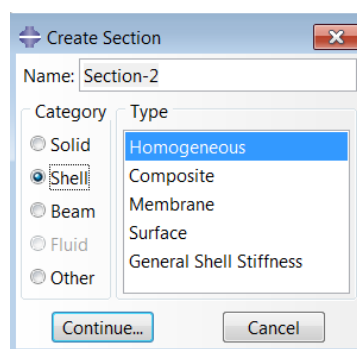 Create Section
Name: Section-2
Category
Type
Solid
Shell
Beam
Fluid
Other
Homogeneous
Composite
Membrane
Surface
General Shell Stiffness
Continue...
Cancel